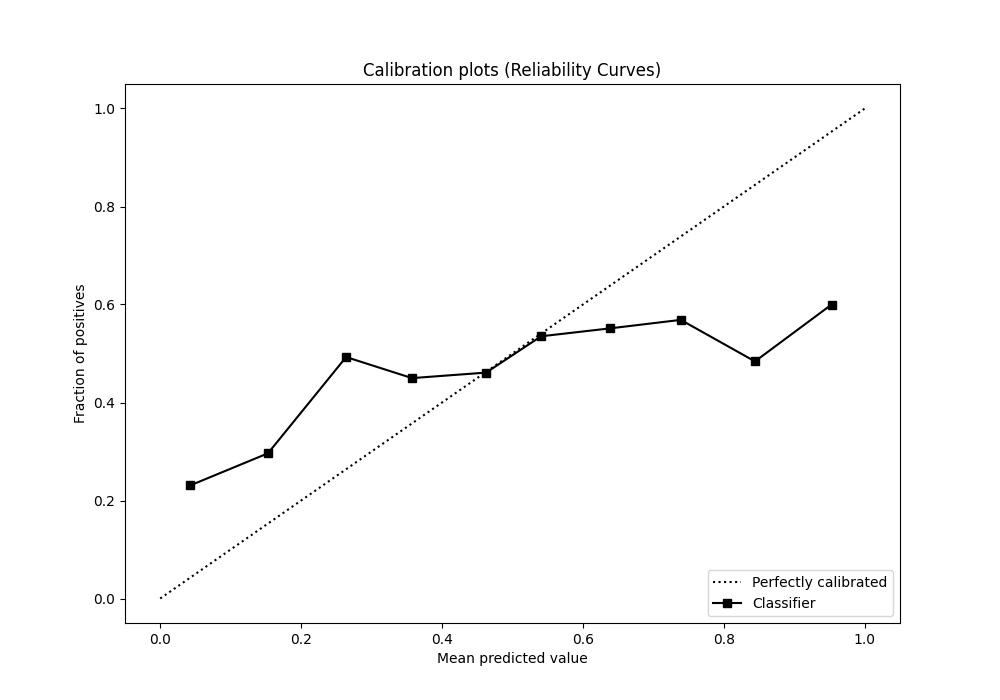 Calibration plots (Reliability Curves)
Fraction of positives
1.0
0.8
0.6
0.4
0.2
0.0
Perfectly calibrated
Classifier
0.0 0.2 0.4 0.6 0.8 1.0
Mean predicted value